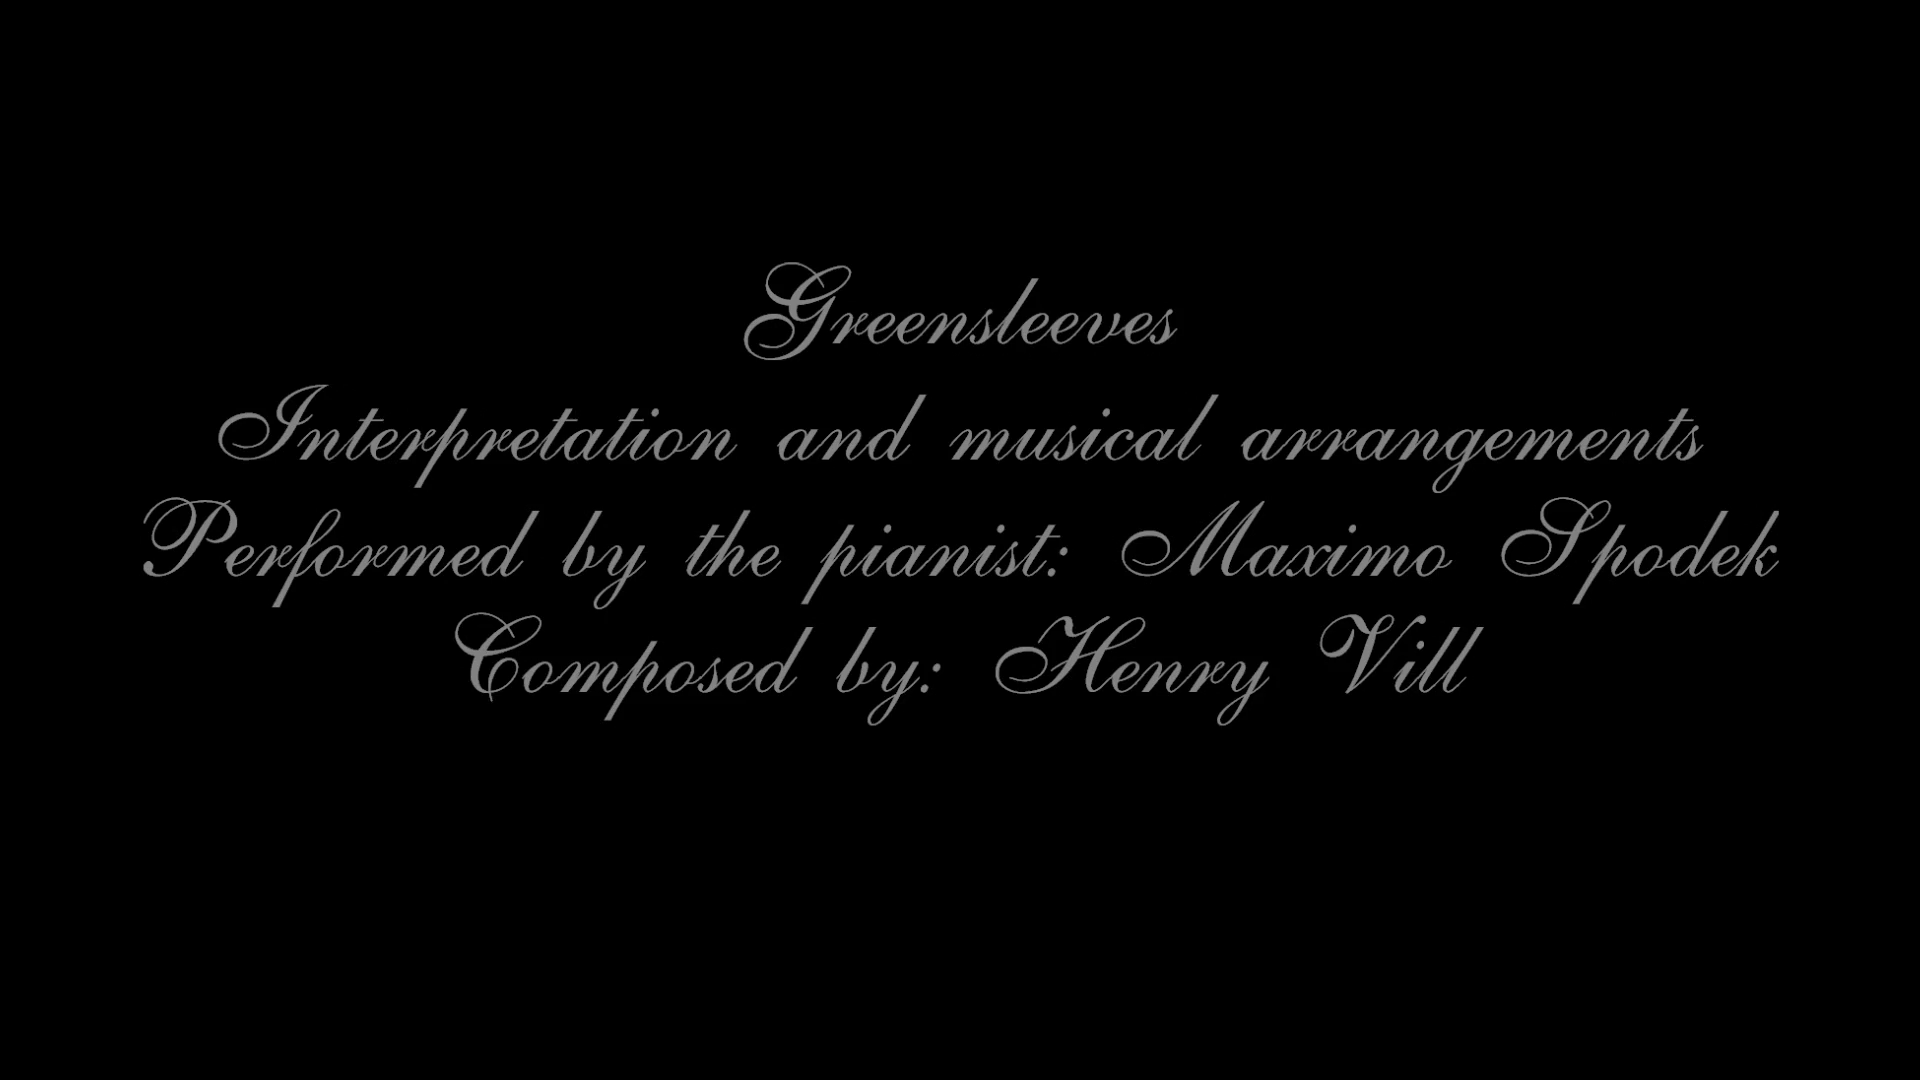 Greensleeves
Interpretation and musical arrangements
Performed by the pianist: Maximo Spodek
Composed by: Henry Vill